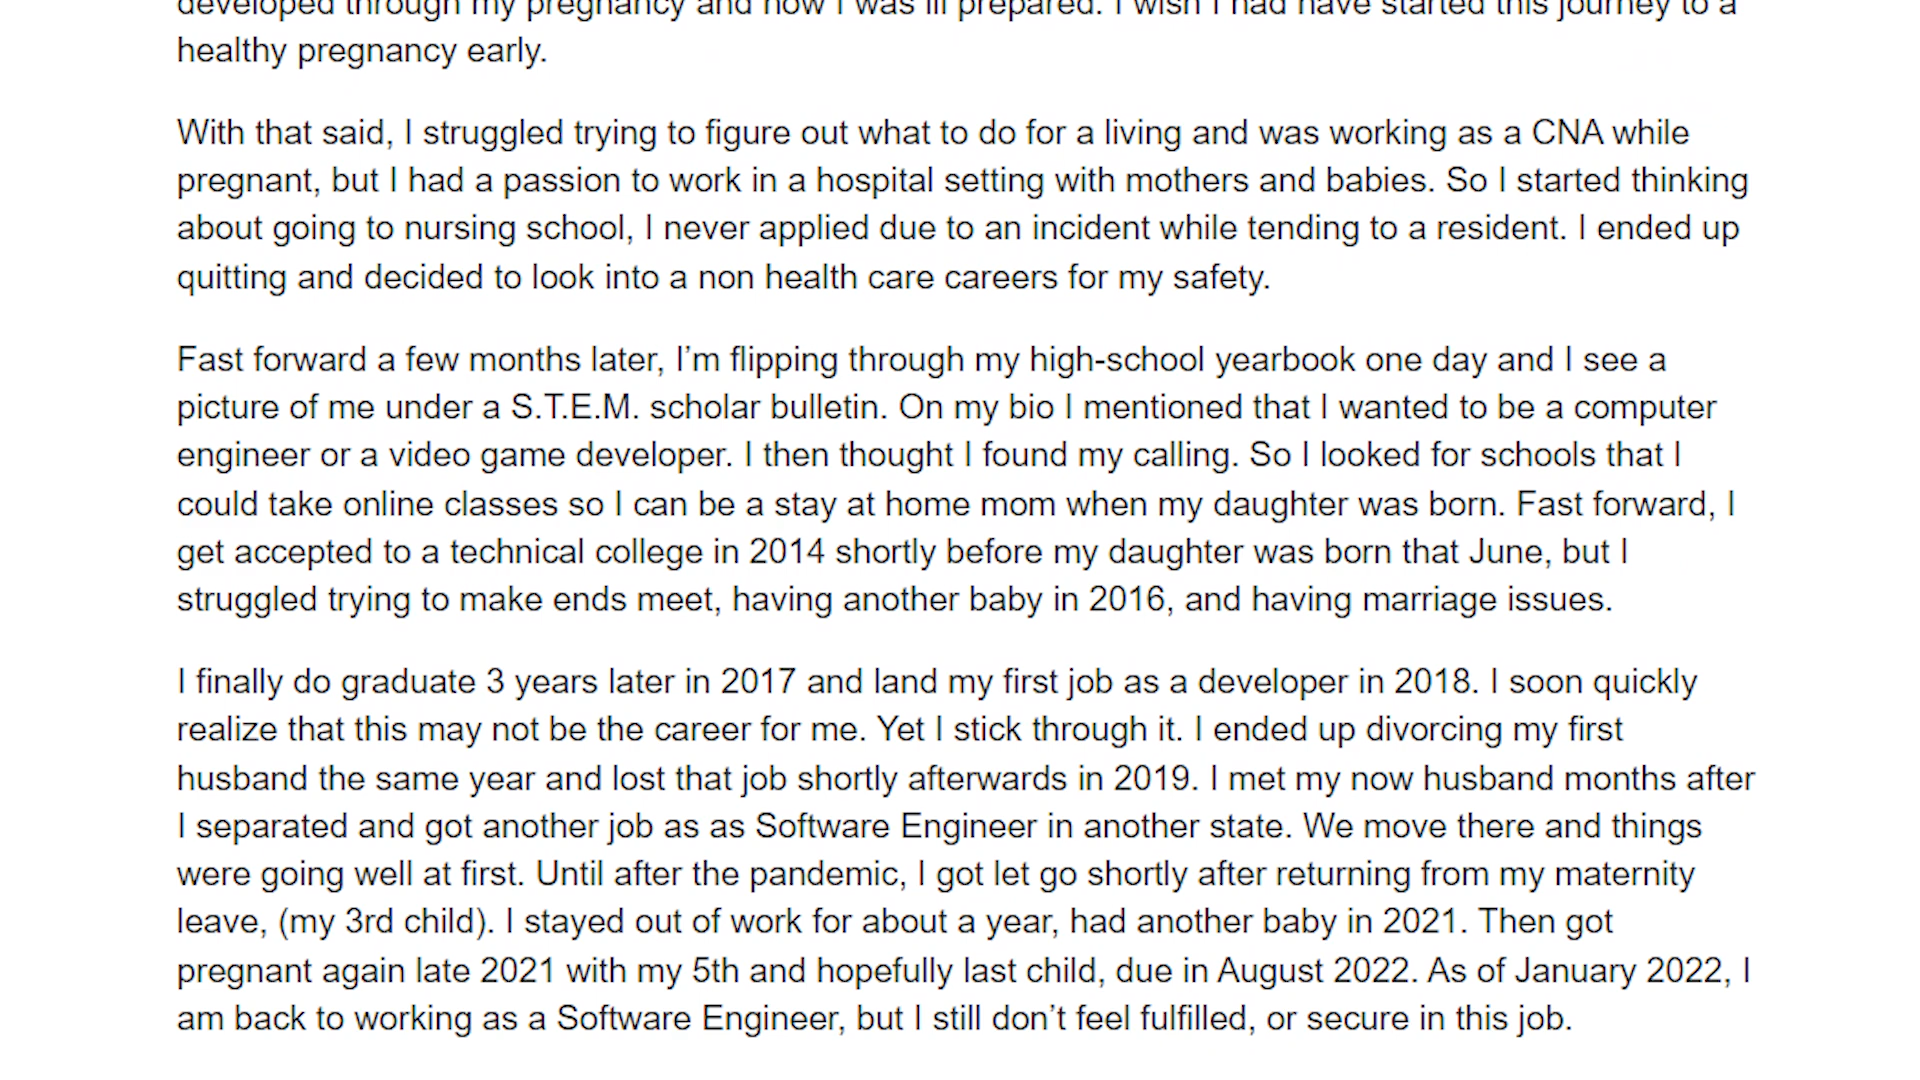 developed through my pregnancy and how I was ill prepared. I wish I had have started this journey to a
healthy pregnancy early.
With that said, I struggled trying to figure out what to do for a living and was working as a CNA while
pregnant, but I had a passion to work in a hospital setting with mothers and babies. So I started thinking
about going to nursing school, I never applied due to an incident while tending to a resident. I ended up
quitting and decided to look into a non health care careers for my safety.
Fast forward a few months later, I’m flipping through my high-school yearbook one day and I see a
picture of me under a S.T.E.M. scholar bulletin. On my bio I mentioned that I wanted to be a computer
engineer or a video game developer. I then thought I found my calling. So I looked for schools that I
could take online classes so I can be a stay at home mom when my daughter was born. Fast forward, I
get accepted to a technical college in 2014 shortly before my daughter was born that June, but I
struggled trying to make ends meet, having another baby in 2016, and having marriage issues.
I finally do graduate 3 years later in 2017 and land my first job as a developer in 2018. I soon quickly
realize that this may not be the career for me. Yet I stick through it. I ended up divorcing my first
husband the same year and lost that job shortly afterwards in 2019. I met my now husband months after
I separated and got another job as as Software Engineer in another state. We move there and things
were going well at first. Until after the pandemic, I got let go shortly after returning from my maternity
leave, (my 3rd child). I stayed out of work for about a year, had another baby in 2021. Then got
pregnant again late 2021 with my 5th and hopefully last child, due in August 2022. As of January 2022, I
am back to working as a Software Engineer, but I still don’t feel fulfilled, or secure in this job.